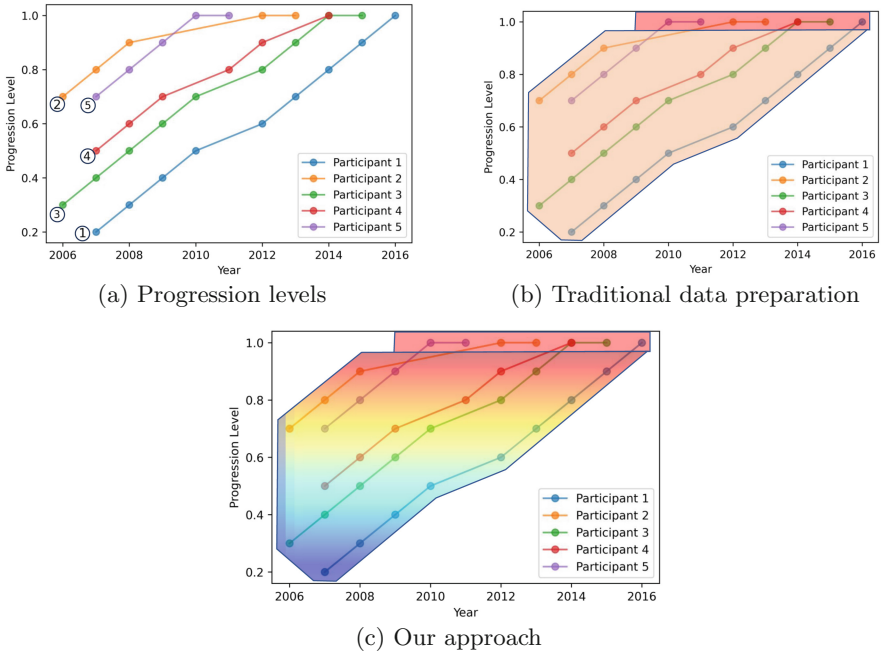 1.0
0.8
0.6
0.4
0.2
Progression Level
2006 2008 2010 2012 2014 2016
Year
②
⑤
④
③
①
Participant 1
Participant 2
Participant 3
Participant 4
Participant 5
(a) Progression levels
1.0
0.8
0.6
0.4
0.2
Progression Level
2006 2008 2010 2012 2014 2016
Year
Participant 1
Participant 2
Participant 3
Participant 4
Participant 5
(b) Traditional data preparation
1.0
0.8
0.6
0.4
0.2
Progression Level
2006 2008 2010 2012 2014 2016
Year
Participant 1
Participant 2
Participant 3
Participant 4
Participant 5
(c) Our approach